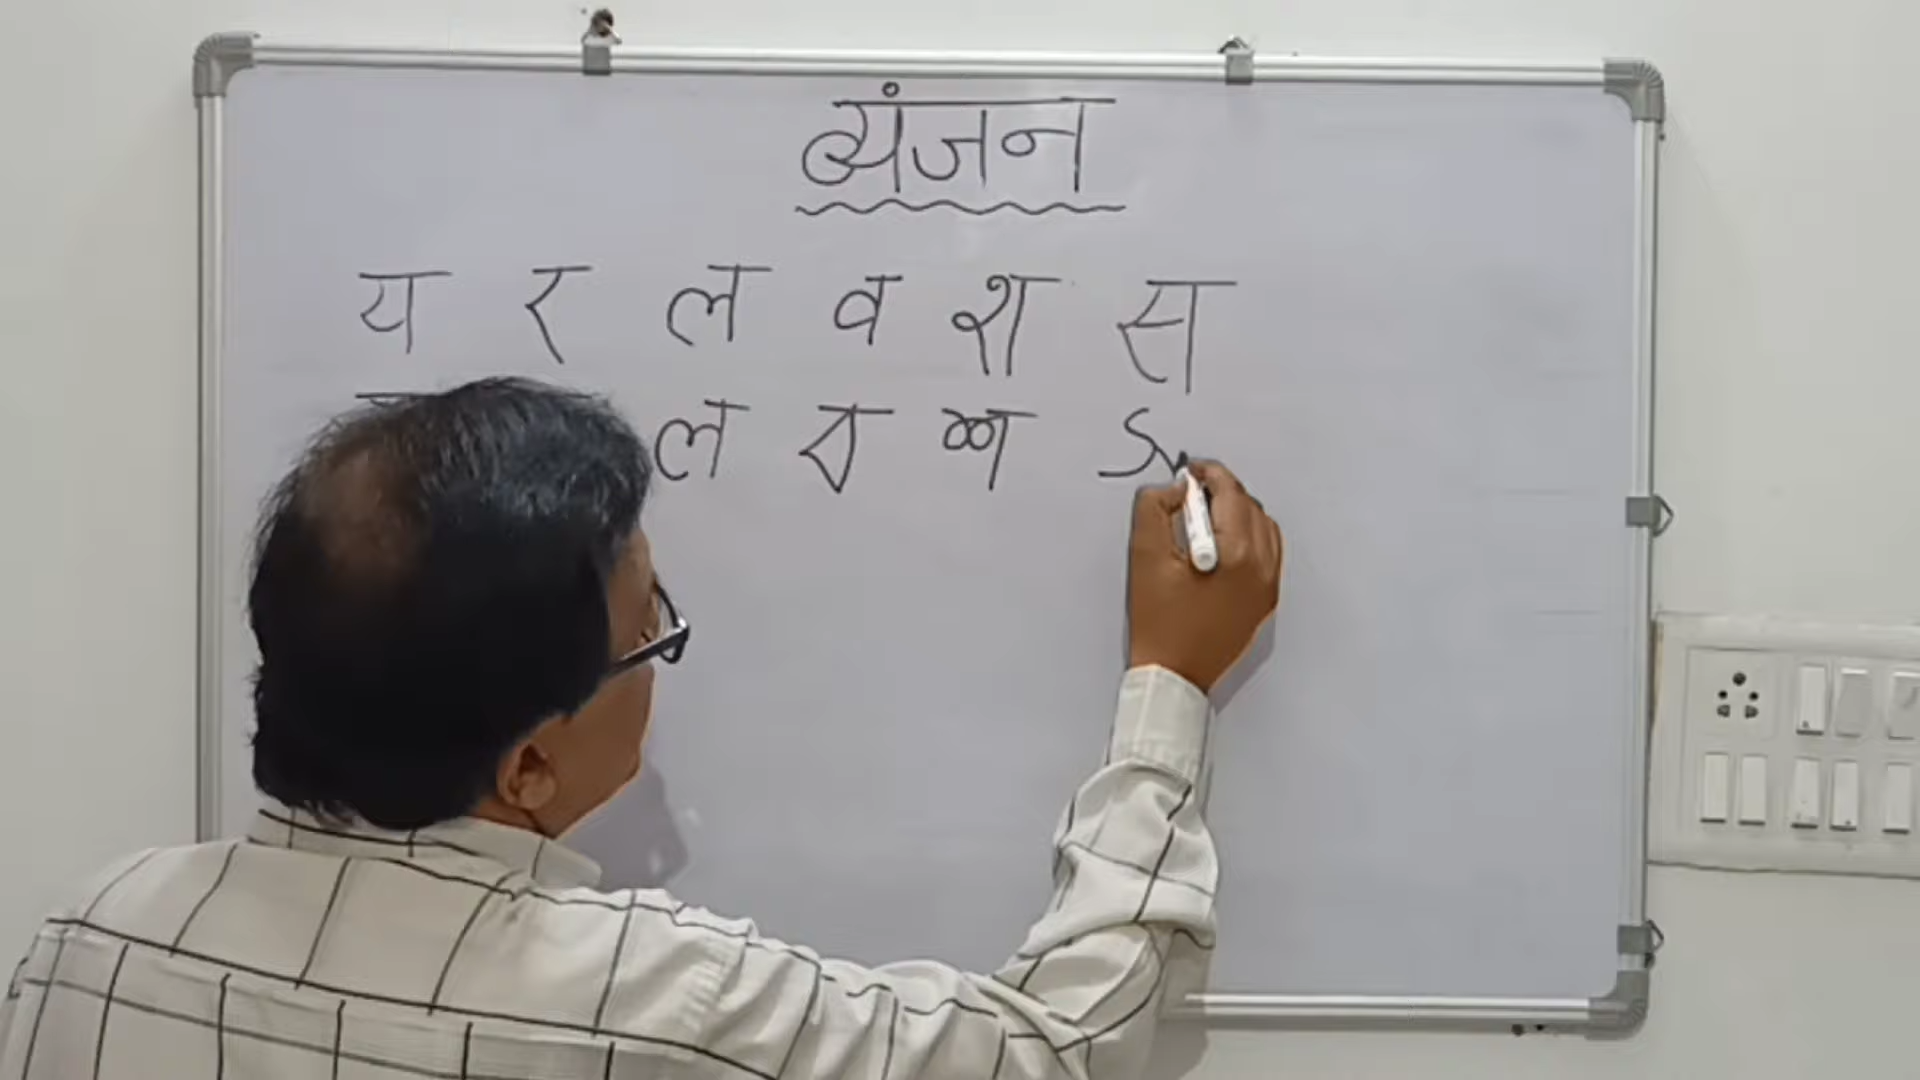 व्यंजन
य र ल व श स
ल व श